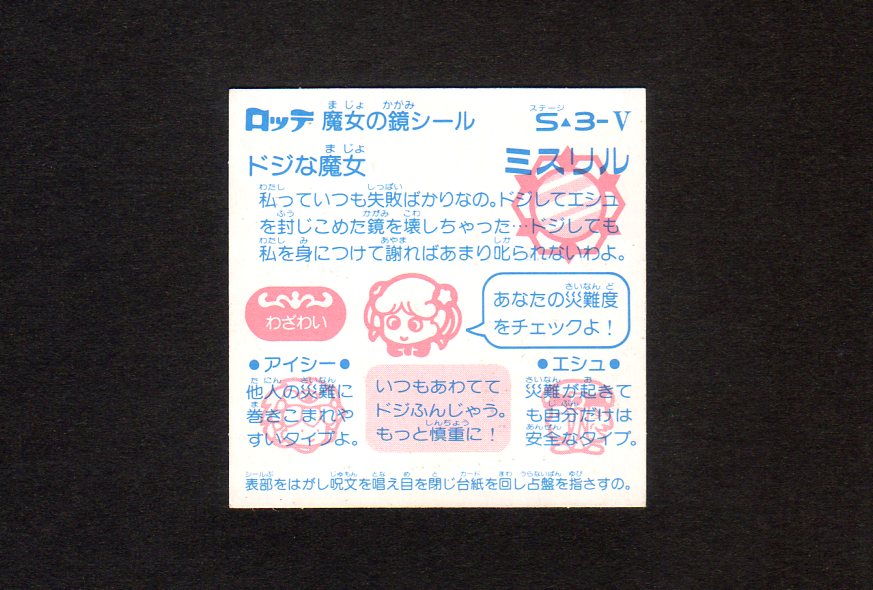 ロッテ 魔女の鏡シール ステージ S▲3-V
ドジな魔女 ミスリル
私っていつも失敗ばかりなの。ドジしてエシュ
を封じこめた鏡を壊しちゃった…ドジしても
私を身につけて謝ればあまり叱られないわよ。
わざわい
あなたの災難度
をチェックよ！
●アイシー●
他人の災難に
巻きこまれや
すいタイプよ。
いつもあわてて
ドジふんじゃう。
もっと慎重に！
●エシュ●
災難が起きて
も自分だけは
安全なタイプ。
表部をはがし呪文を唱え目を閉じ台紙を回し占盤を指さすの。